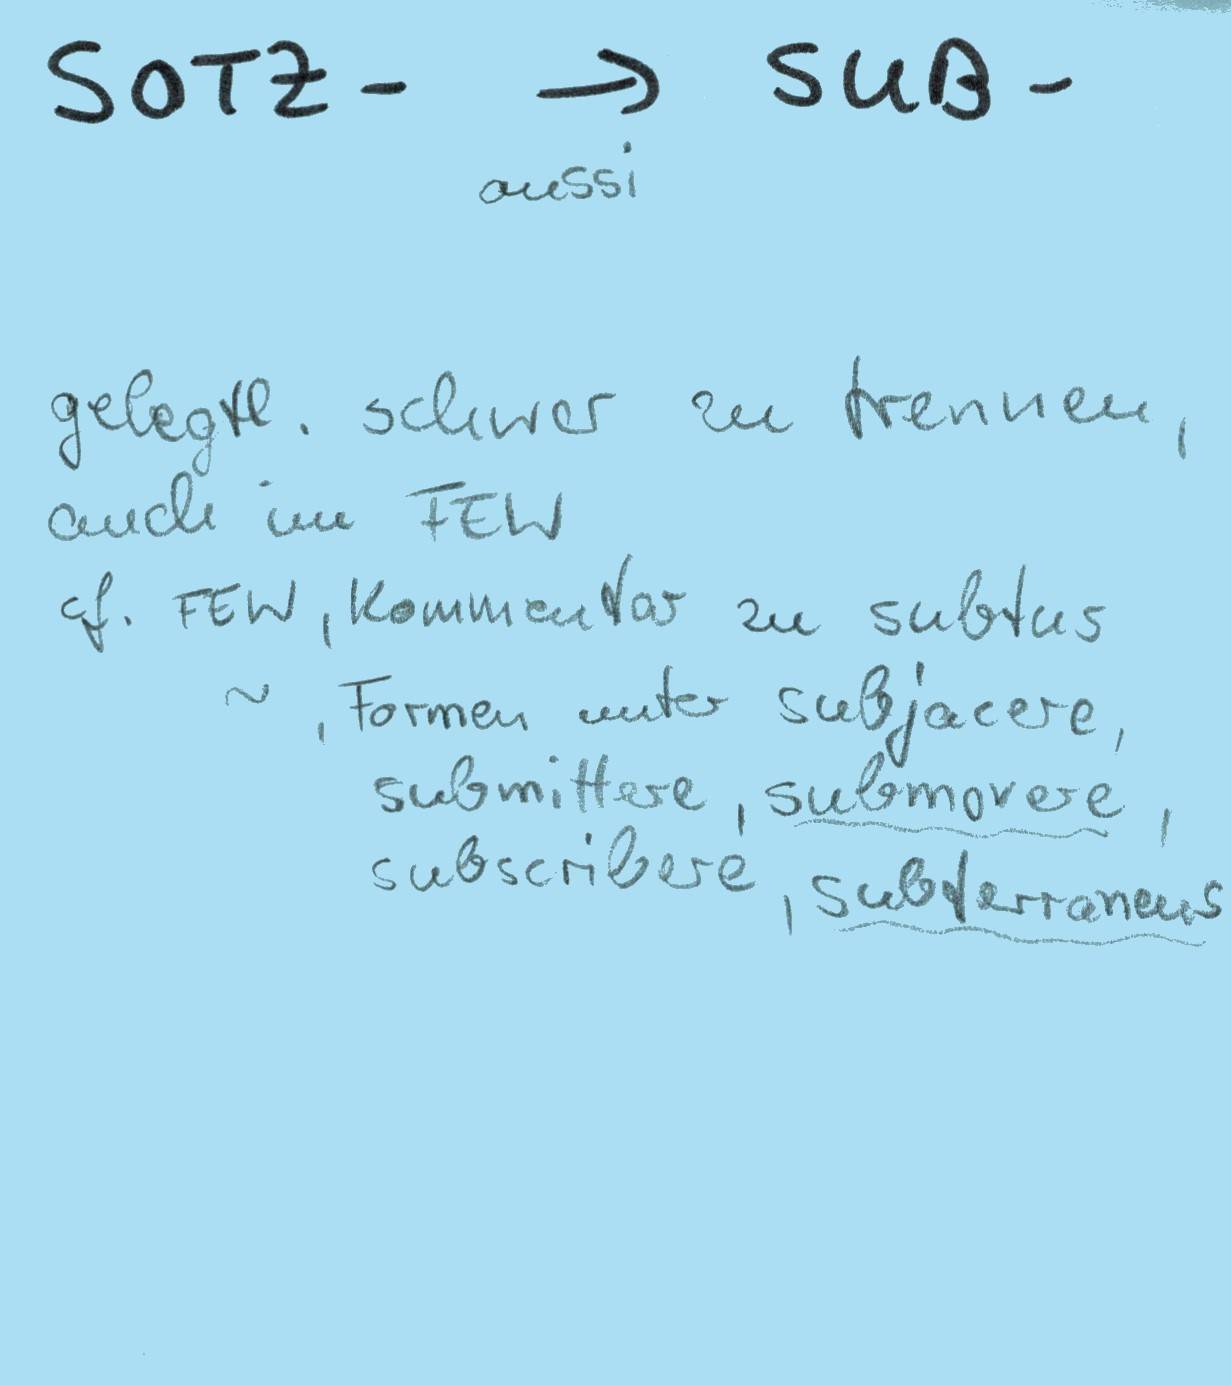 SOTZ- → SUB-
aussi
gelegtl. schwer zu trennen,
auch im FEW
cf. FEW, Kommentar zu subtus
~ , Formen unter subjacere,
submittere, submovere,
subscribere, subterraneus